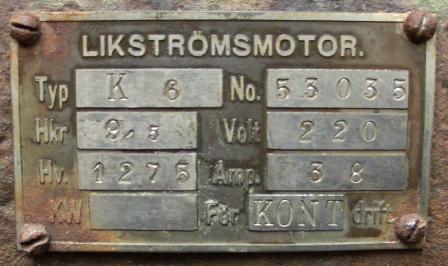 LIKSTRÖMSMOTOR.
Typ K 6 No. 53035
Hkr 9,5 Volt 220
Hv. 1275 Amp. 38
KW För KONT drift.